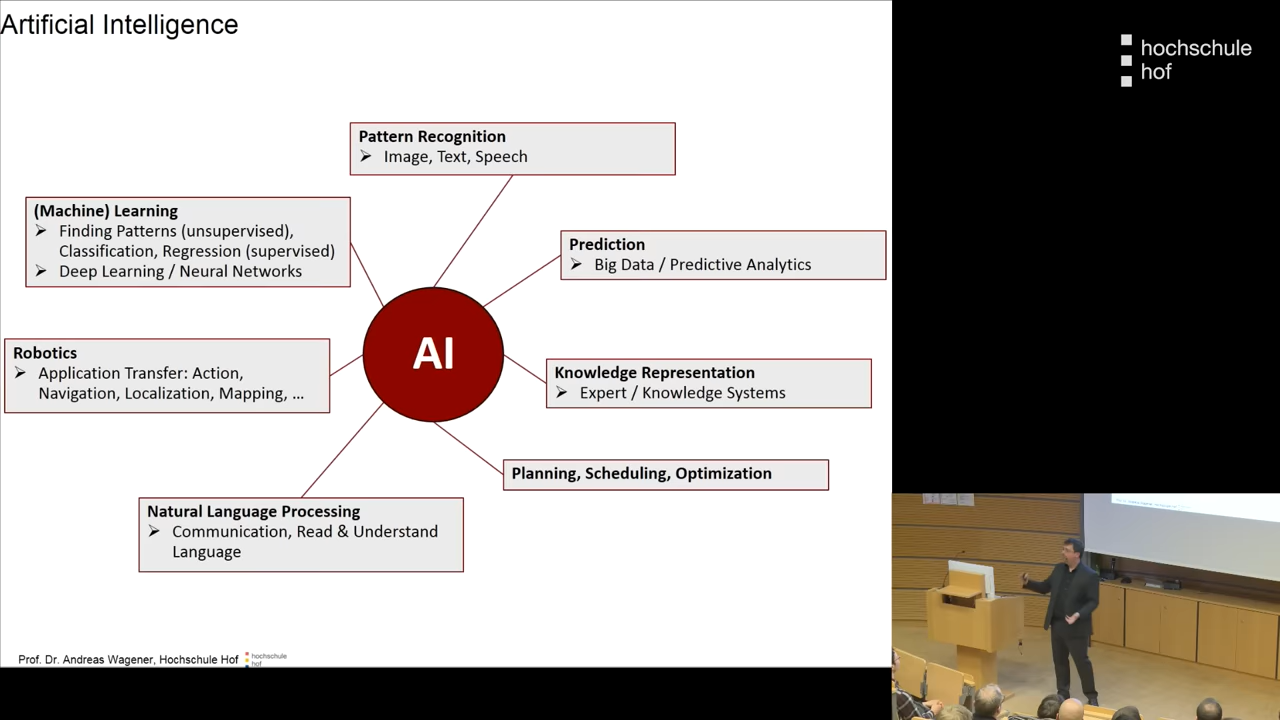 Artificial Intelligence
hochschule
hof
Pattern Recognition
➢ Image, Text, Speech
(Machine) Learning
➢ Finding Patterns (unsupervised),
Classification, Regression (supervised)
➢ Deep Learning / Neural Networks
Prediction
➢ Big Data / Predictive Analytics
AI
Robotics
➢ Application Transfer: Action,
Navigation, Localization, Mapping, ...
Knowledge Representation
➢ Expert / Knowledge Systems
Planning, Scheduling, Optimization
Natural Language Processing
➢ Communication, Read & Understand
Language
Prof. Dr. Andreas Wagener, Hochschule Hof
hochschule
hof